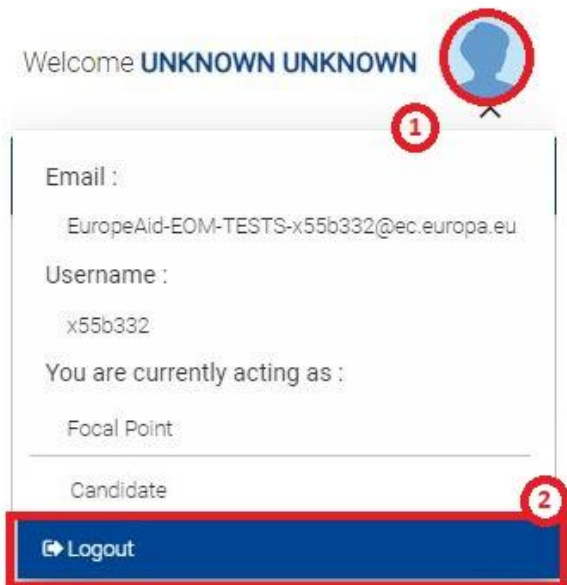 Welcome UNKNOWN UNKNOWN
1
Email :
EuropeAid-EOM-TESTS-x55b332@ec.europa.eu
Username :
x55b332
You are currently acting as :
Focal Point
Candidate
2
Logout